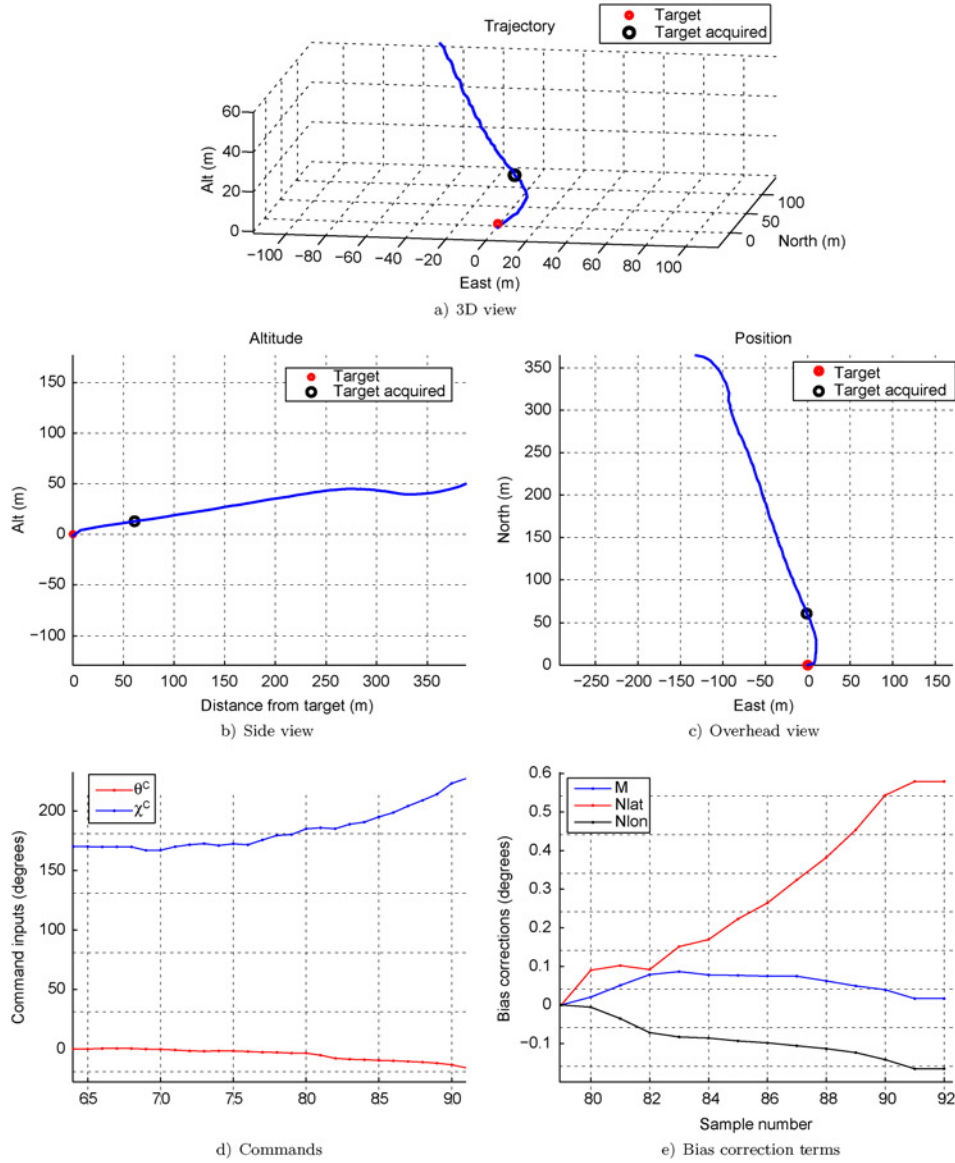 Trajectory
Target
Target acquired
60
40
20
0
Alt (m)
100
50
0
North (m)
−100 −80 −60 −40 −20 0 20 40 60 80 100
East (m)
a) 3D view
Altitude
Target
Target acquired
150
100
50
0
−50
−100
Alt (m)
0 50 100 150 200 250 300 350
Distance from target (m)
b) Side view
Position
Target
Target acquired
350
300
250
200
150
100
50
0
North (m)
−250 −200 −150 −100 −50 0 50 100 150
East (m)
c) Overhead view
θC
χC
200
150
100
50
0
Command inputs (degrees)
65 70 75 80 85 90
d) Commands
M
Nlat
Nlon
0.6
0.5
0.4
0.3
0.2
0.1
0
−0.1
Bias corrections (degrees)
80 82 84 86 88 90 92
Sample number
e) Bias correction terms